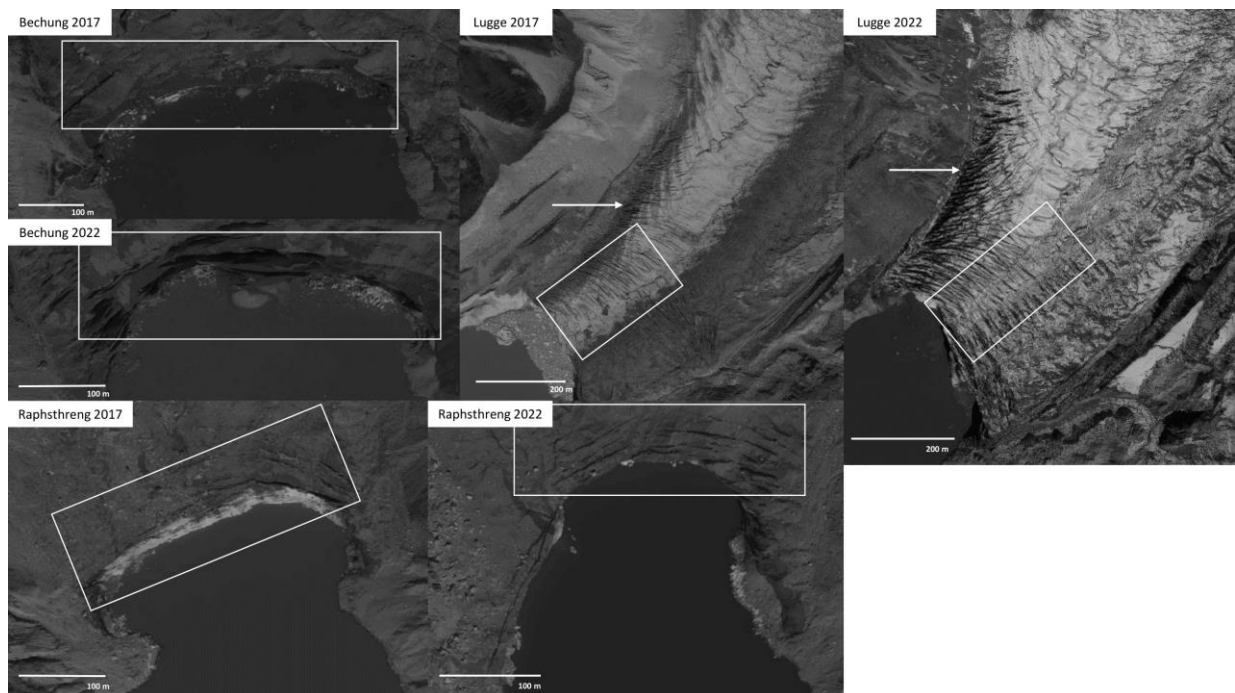 Bechung 2017
100 m
Bechung 2022
100 m
Lugge 2017
200 m
Lugge 2022
200 m
Raphsthreng 2017
100 m
Raphsthreng 2022
100 m